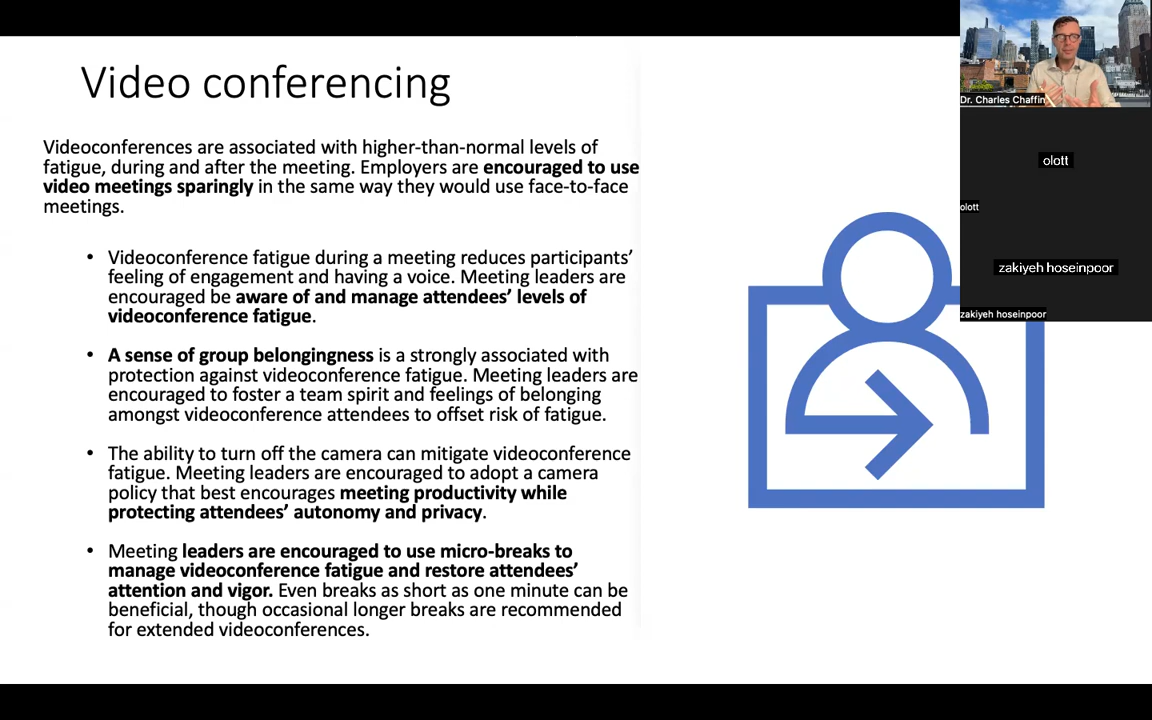 Video conferencing
Videoconferences are associated with higher-than-normal levels of
fatigue, during and after the meeting. Employers are encouraged to use
video meetings sparingly in the same way they would use face-to-face
meetings.
• Videoconference fatigue during a meeting reduces participants’
feeling of engagement and having a voice. Meeting leaders are
encouraged be aware of and manage attendees’ levels of
videoconference fatigue.
• A sense of group belongingness is a strongly associated with
protection against videoconference fatigue. Meeting leaders are
encouraged to foster a team spirit and feelings of belonging
amongst videoconference attendees to offset risk of fatigue.
• The ability to turn off the camera can mitigate videoconference
fatigue. Meeting leaders are encouraged to adopt a camera
policy that best encourages meeting productivity while
protecting attendees’ autonomy and privacy.
• Meeting leaders are encouraged to use micro-breaks to
manage videoconference fatigue and restore attendees’
attention and vigor. Even breaks as short as one minute can be
beneficial, though occasional longer breaks are recommended
for extended videoconferences.
Dr. Charles Chaffin
olott
olott
zakiyeh hoseinpoor
zakiyeh hoseinpoor